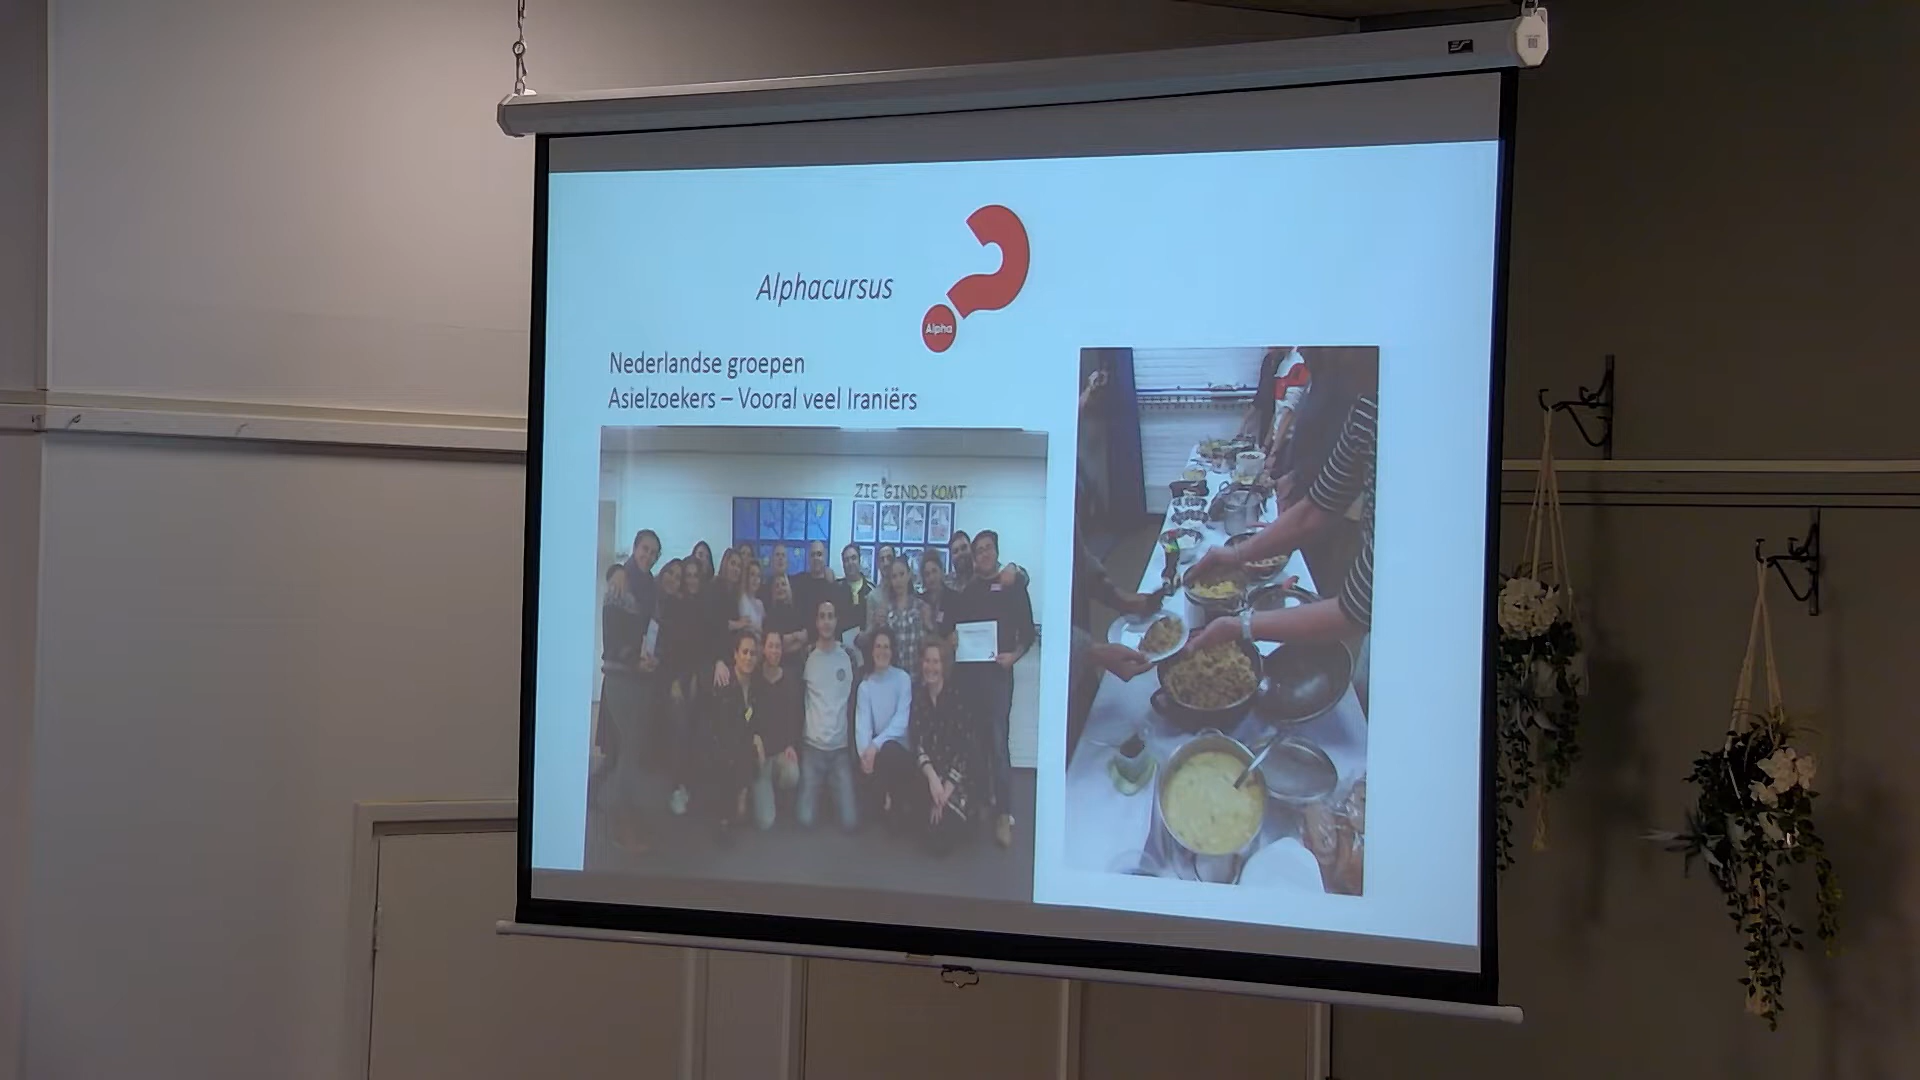 Alphacursus
Alpha
Nederlandse groepen
Asielzoekers – Vooral veel Iraniërs
ZIE GINDS KOMT